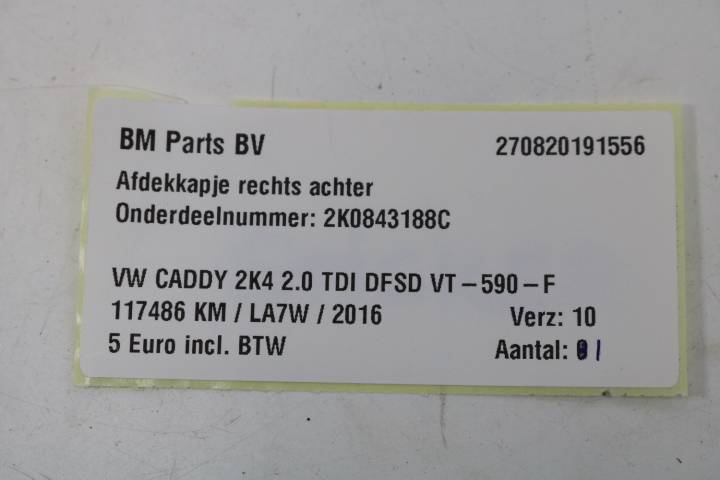 BM Parts BV 270820191556
Afdekkapje rechts achter
Onderdeelnummer: 2K0843188C
VW CADDY 2K4 2.0 TDI DFSD VT-590-F
117486 KM / LA7W / 2016 Verz: 10
5 Euro incl. BTW Aantal: 1